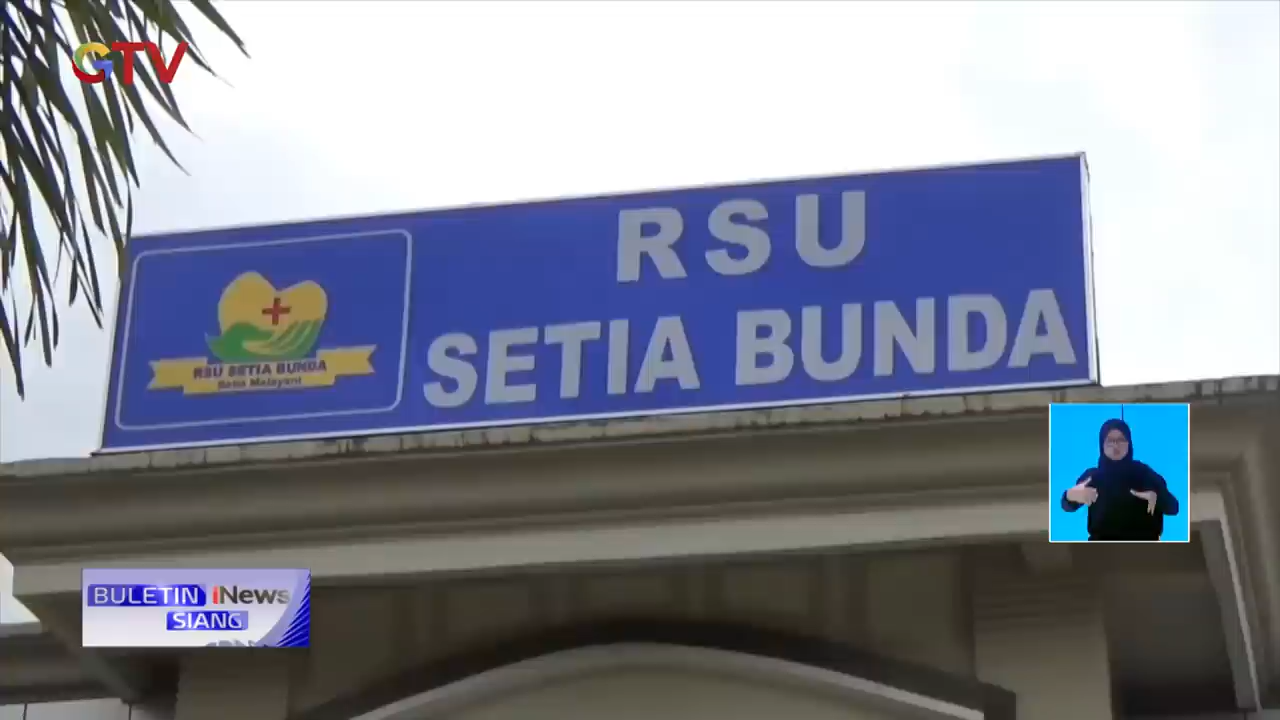 GTV
RSU
SETIA BUNDA
RSU SETIA BUNDA
Setia Melayani
BULETIN iNews
SIANG